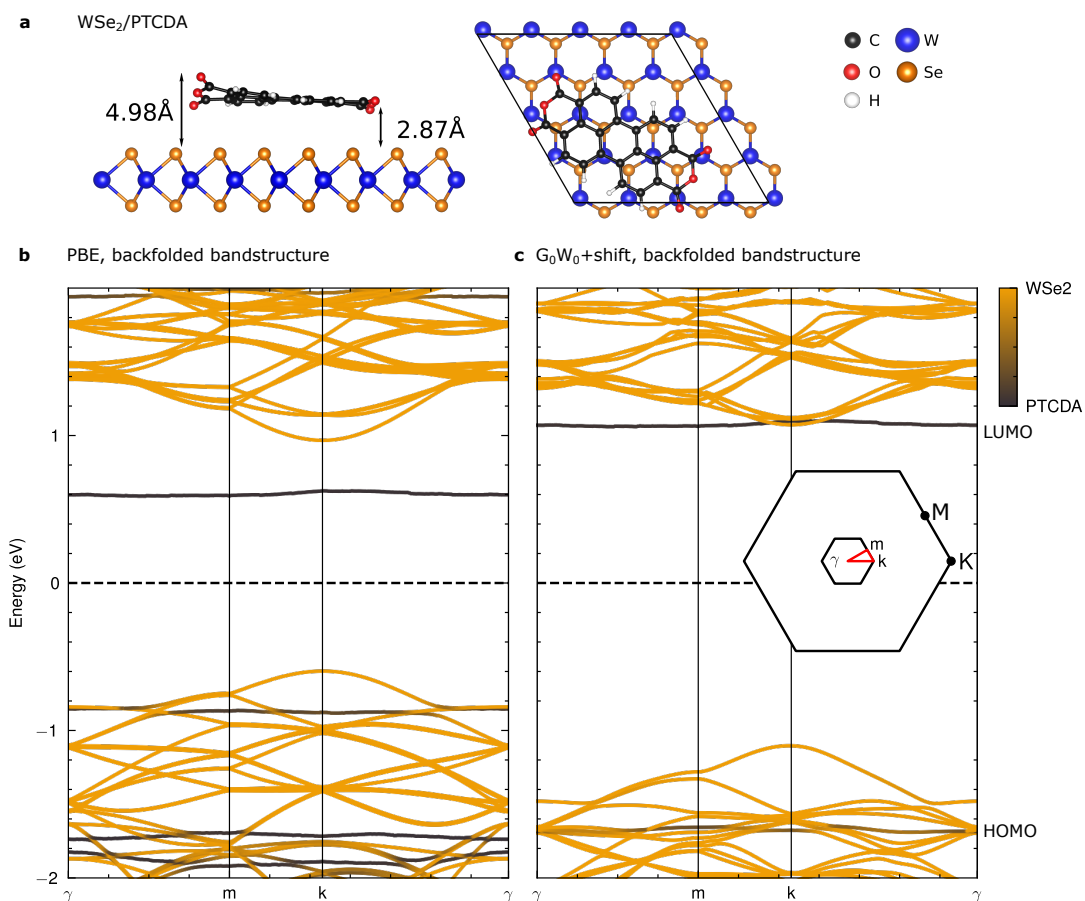 a WSe₂/PTCDA
C W
O Se
H
4.98Å
2.87Å
b PBE, backfolded bandstructure
c G₀W₀+shift, backfolded bandstructure
WSe2
PTCDA
LUMO
HOMO
Energy (eV)
1
0
−1
−2
γ m k γ
M
K
m
γ k
γ m k γ